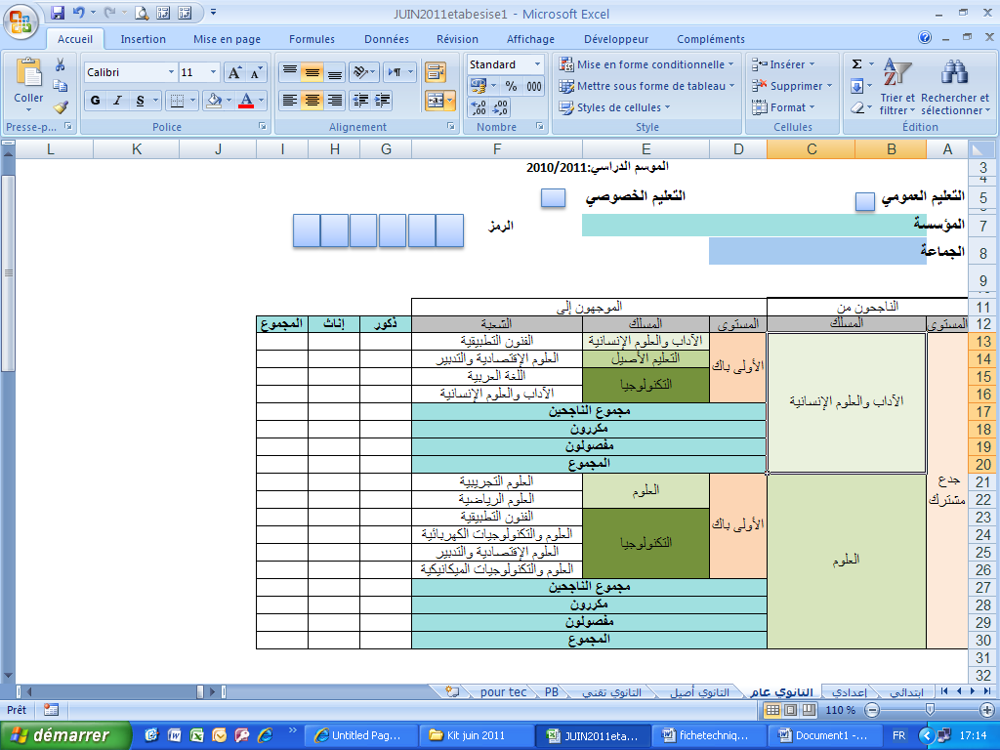 JUIN2011etabesise1 - Microsoft Excel
Accueil Insertion Mise en page Formules Données Révision Affichage Développeur Compléments
Coller
Presse-p...
Calibri 11
G I S
Police
Alignement
Standard
% 000
Nombre
Mise en forme conditionnelle
Mettre sous forme de tableau
Styles de cellules
Style
Insérer
Supprimer
Format
Cellules
Σ
Trier et filtrer
Rechercher et sélectionner
Édition
L K J I H G F E D C B A
3
الموسم الدراسي:2010/2011
4
5
التعليم العمومي التعليم الخصوصي
7
المؤسسة الرمز
8
الجماعة
9
11
الناجحون من الموجهون إلى
12
المستوى المسلك المستوى المسلك الشعبة ذكور إناث المجموع
13
الآداب والعلوم الإنسانية الفنون التطبيقية
14
الأولى باك التعليم الأصيل العلوم الإقتصادية والتدبير
15
التكنولوجيا اللغة العربية
16
الآداب والعلوم الإنسانية الآداب والعلوم الإنسانية
17
مجموع الناجحين
18
مكررون
19
مفصولون
20
المجموع
21
جدع مشترك العلوم العلوم التجريبية
22
العلوم الرياضية
23
الأولى باك الفنون التطبيقية
24
التكنولوجيا العلوم والتكنولوجيات الكهربائية
25
العلوم العلوم الإقتصادية والتدبير
26
العلوم والتكنولوجيات الميكانيكية
27
مجموع الناجحين
28
مكررون
29
مفصولون
30
المجموع
31
32
pour tec PB الثانوي تقني الثانوي أصيل الثانوي عام إعدادي ابتدائي
Prêt 110 %
démarrer Untitled Pag... Kit juin 2011 JUIN2011eta... fichetechniq... Document1 -... FR 17:14